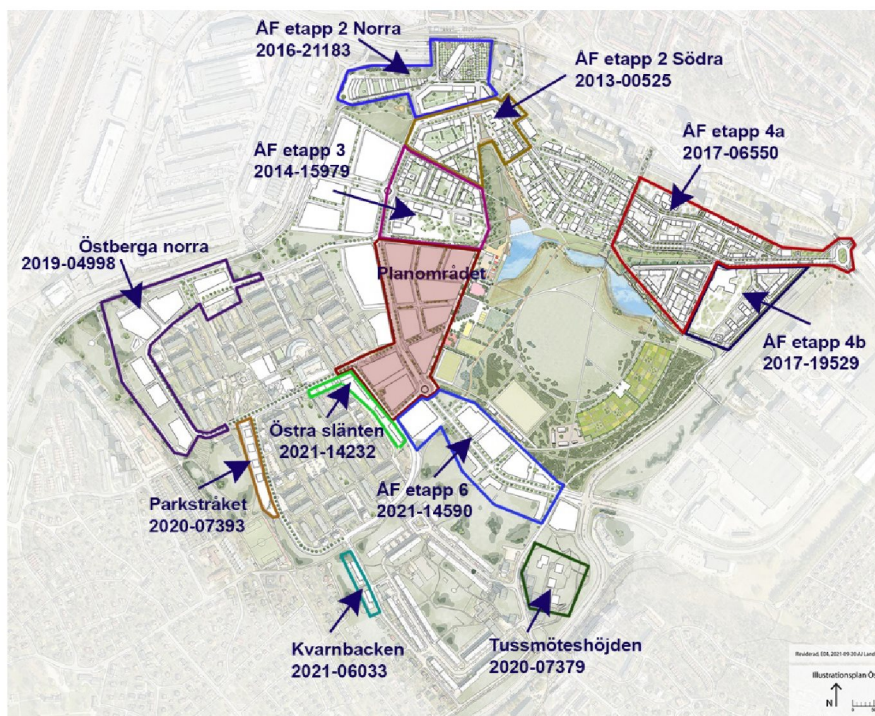 ÅF etapp 2 Norra
2016-21183
ÅF etapp 2 Södra
2013-00525
ÅF etapp 4a
2017-06550
ÅF etapp 3
2014-15979
Östberga norra
2019-04998
Planområdet
ÅF etapp 4b
2017-19529
Östra slänten
2021-14232
ÅF etapp 6
2021-14590
Parkstråket
2020-07393
Kvarnbacken
2021-06033
Tussmöteshöjden
2020-07379
Illustrationsplan Ös
N